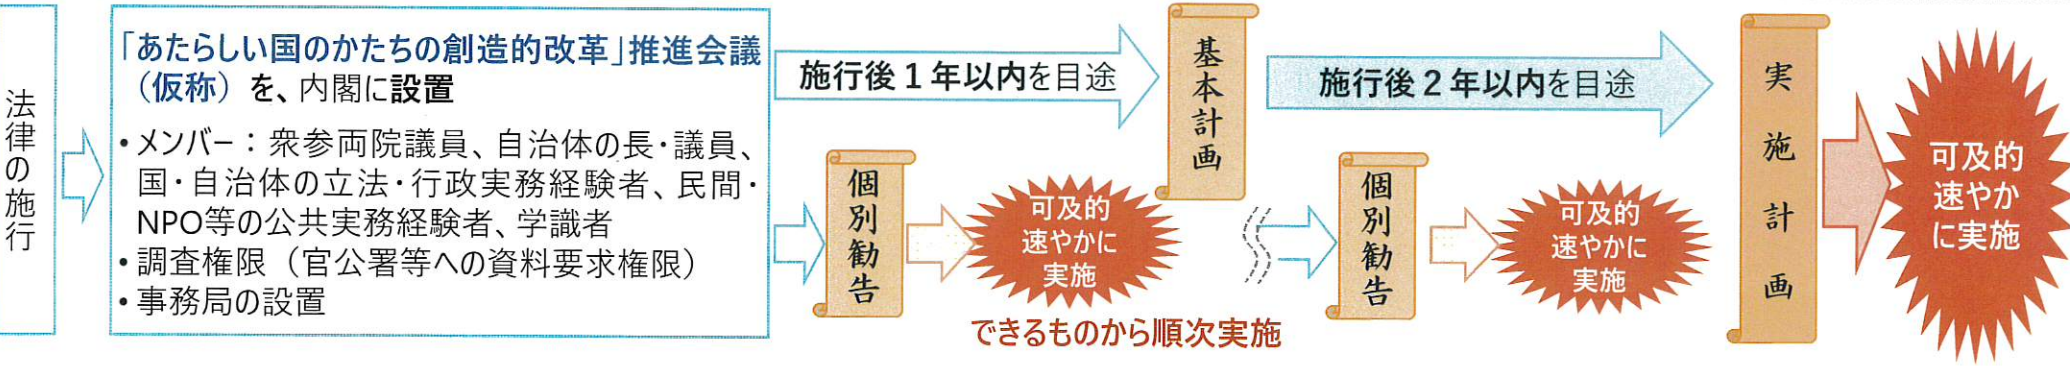 法律の施行
「あたらしい国のかたちの創造的改革」推進会議
（仮称）を、内閣に設置
・メンバー：衆参両院議員、自治体の長・議員、
国・自治体の立法・行政実務経験者、民間・
NPO等の公共実務経験者、学識者
・調査権限（官公署等への資料要求権限）
・事務局の設置
施行後１年以内を目途
基本計画
個別勧告
可及的
速やかに
実施
できるものから順次実施
施行後２年以内を目途
個別勧告
可及的
速やかに
実施
実施計画
可及的
速やか
に実施